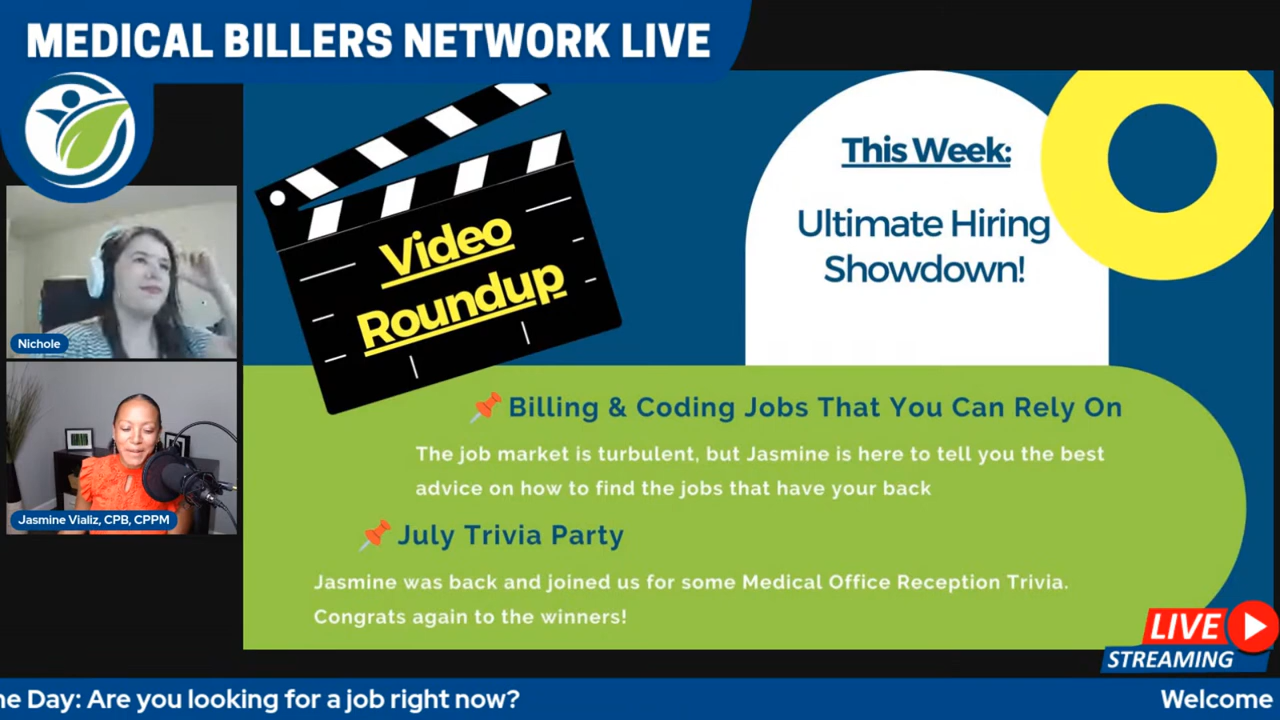 MEDICAL BILLERS NETWORK LIVE
Video
Roundup
This Week:
Ultimate Hiring
Showdown!
Nichole
Jasmine Vializ, CPB, CPPM
📌 Billing & Coding Jobs That You Can Rely On
The job market is turbulent, but Jasmine is here to tell you the best
advice on how to find the jobs that have your back
📌 July Trivia Party
Jasmine was back and joined us for some Medical Office Reception Trivia.
Congrats again to the winners!
LIVE
STREAMING
ne Day: Are you looking for a job right now?
Welcome